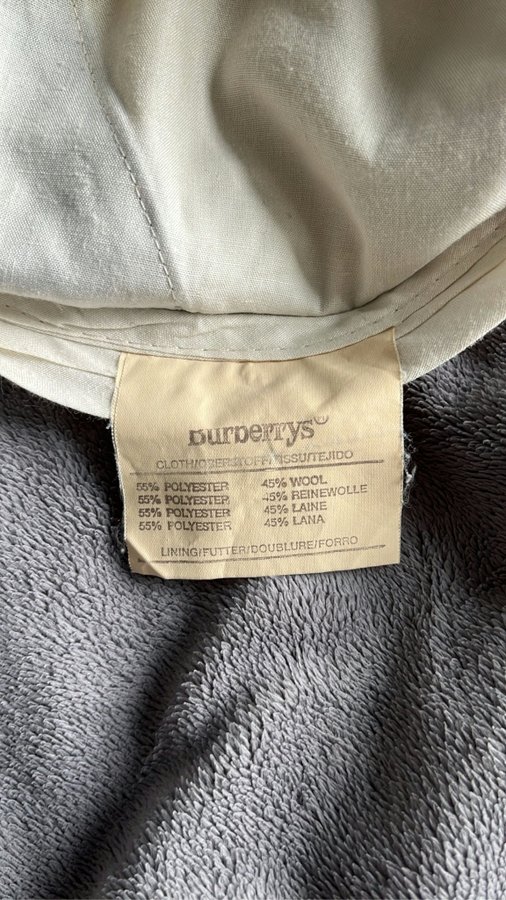 Burberrys®
CLOTH/OBERSTOFF/TISSU/TEJIDO
55% POLYESTER 45% WOOL
55% POLYESTER 45% REINEWOLLE
55% POLYESTER 45% LAINE
55% POLYESTER 45% LANA
LINING/FUTTER/DOUBLURE/FORRO